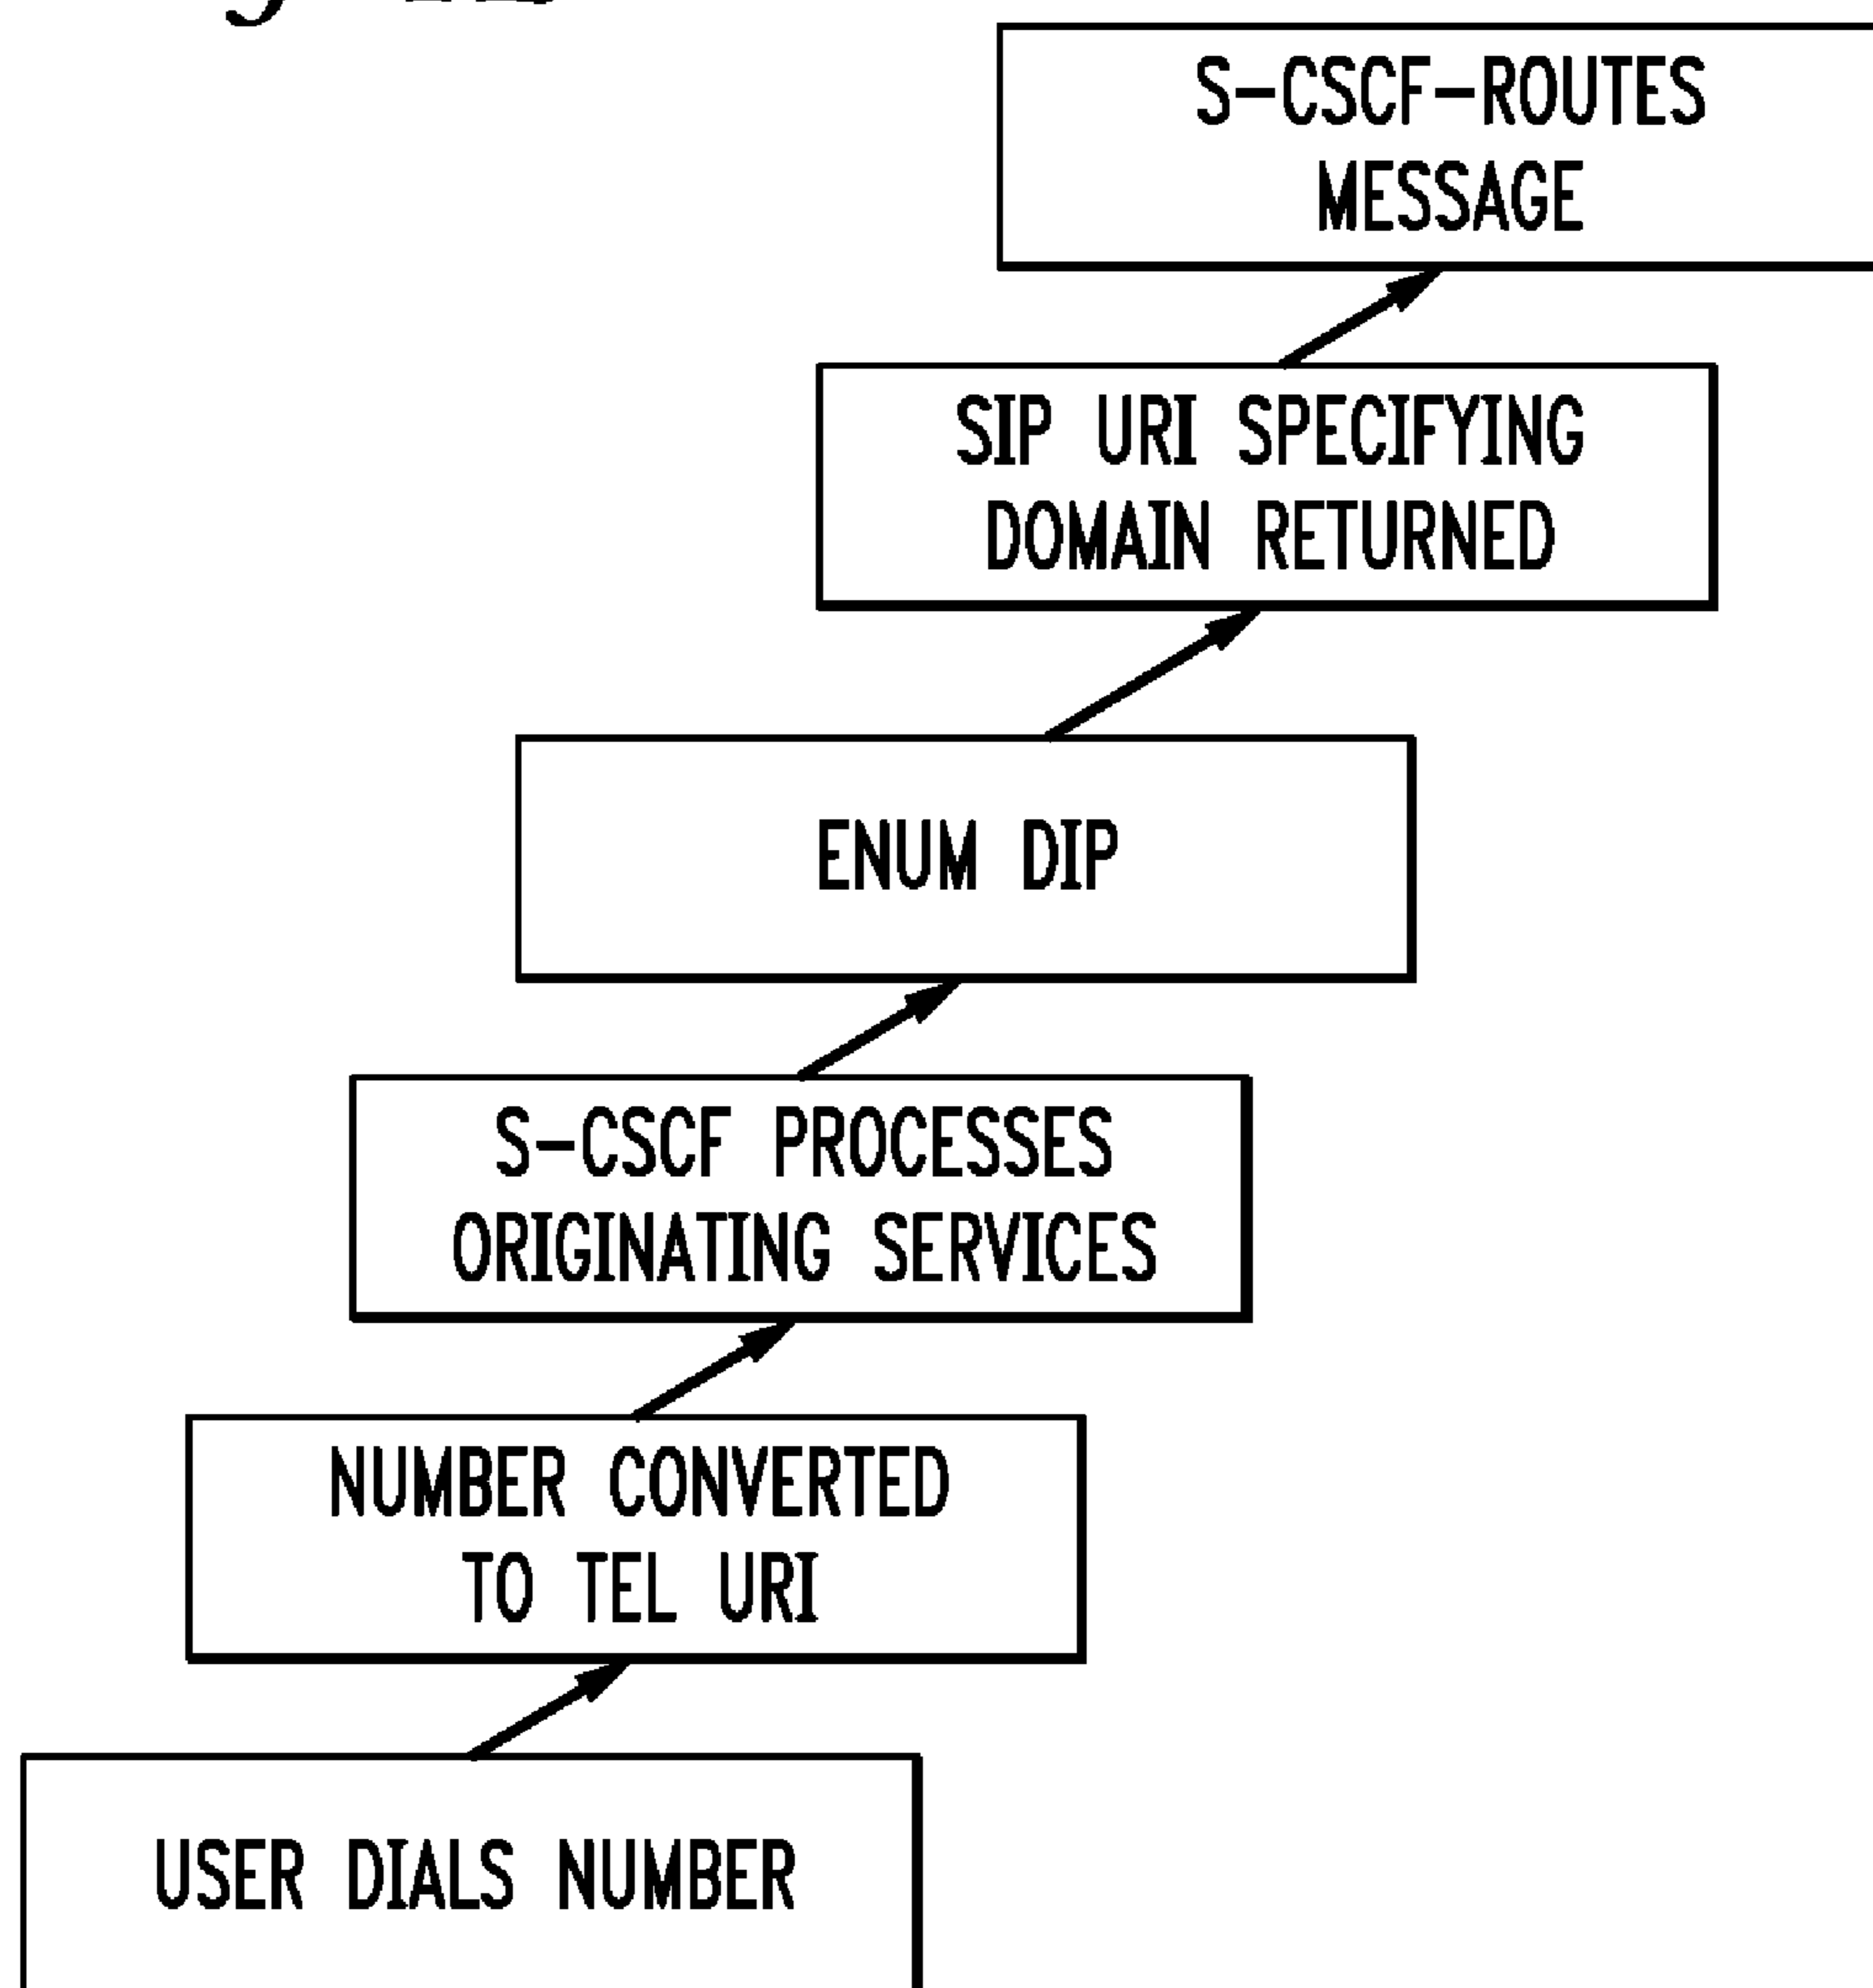 S-CSCF-ROUTES
MESSAGE
SIP URI SPECIFYING
DOMAIN RETURNED
ENUM DIP
S-CSCF PROCESSES
ORIGINATING SERVICES
NUMBER CONVERTED
TO TEL URI
USER DIALS NUMBER